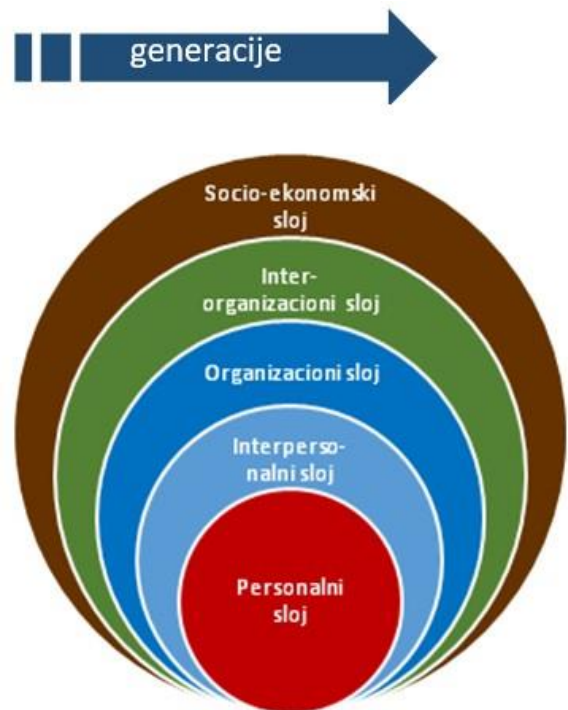 generacije
Socio-ekonomski
sloj
Inter-
organizacioni sloj
Organizacioni sloj
Interperso-
nalni sloj
Personalni
sloj